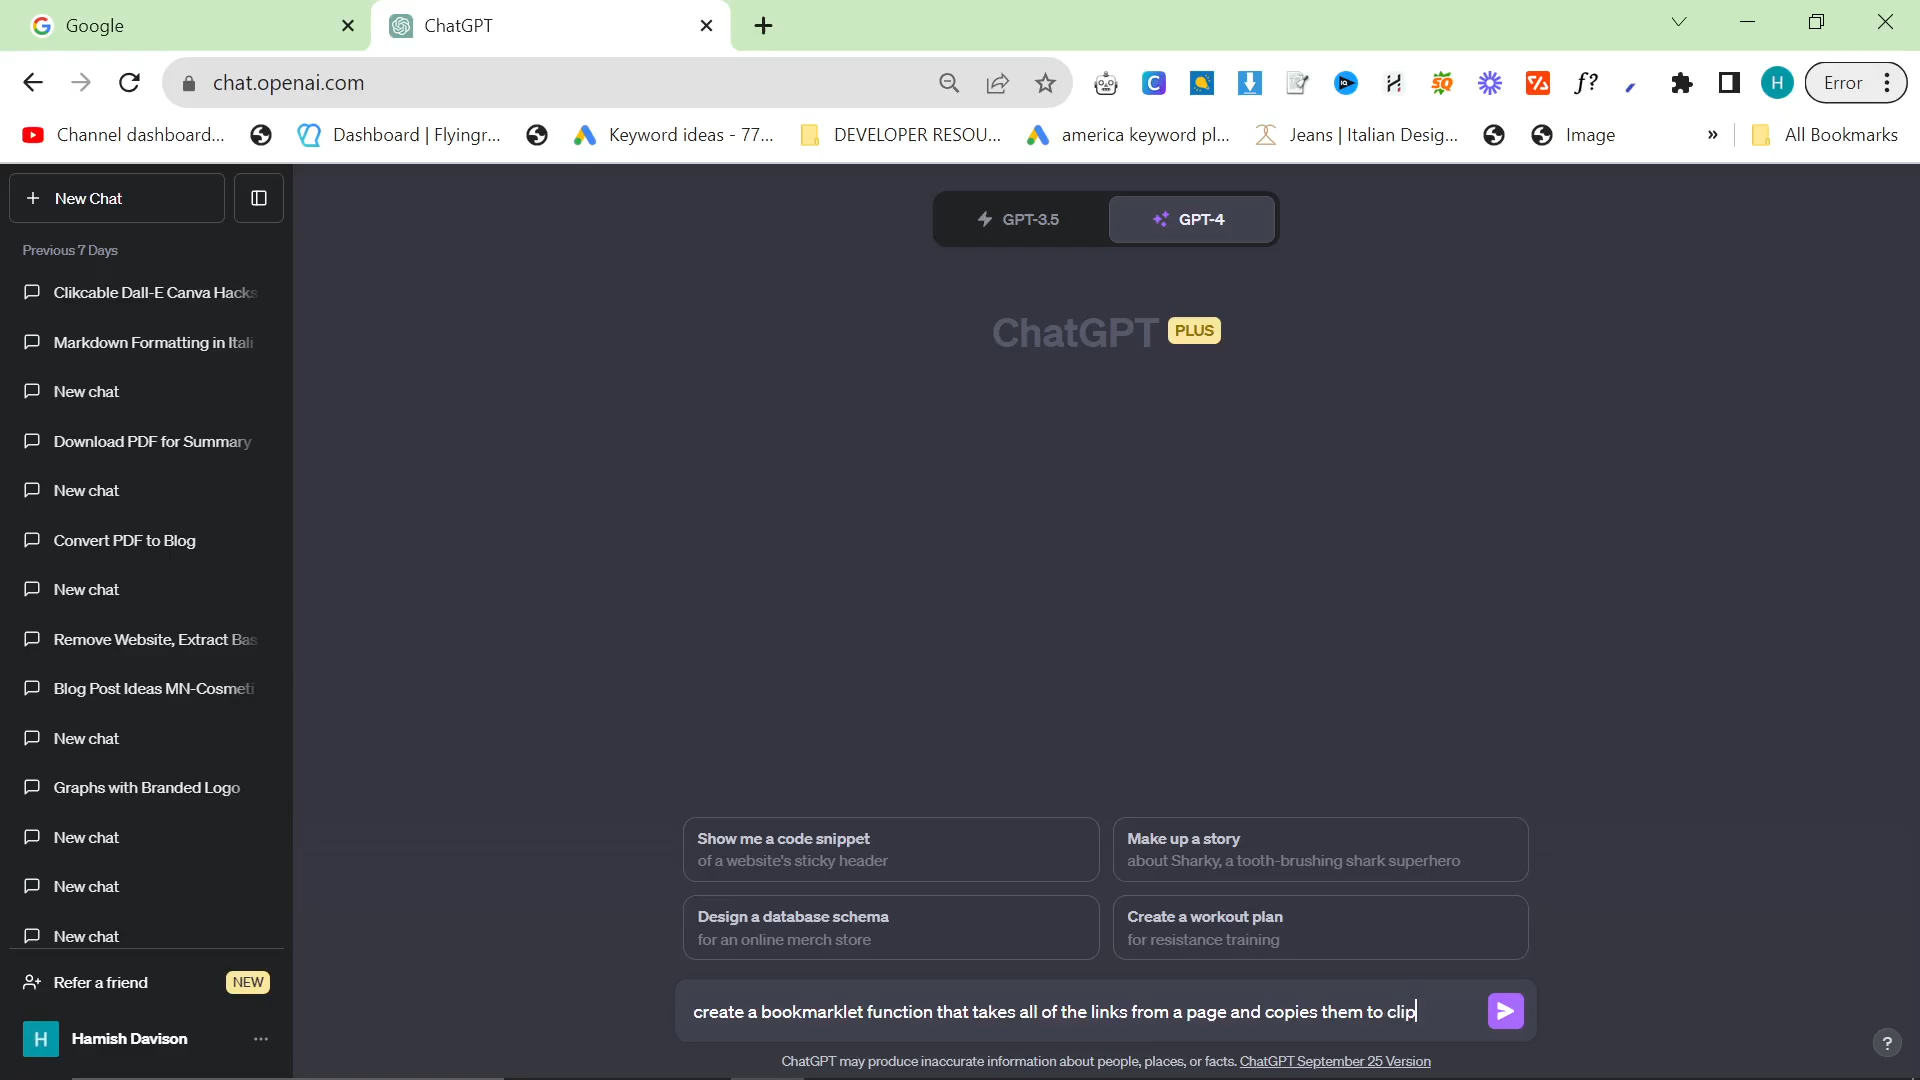 Google
ChatGPT
chat.openai.com
Error
Channel dashboard...
Dashboard | Flyingr...
Keyword ideas - 77...
DEVELOPER RESOU...
america keyword pl...
Jeans | Italian Desig...
Image
»
All Bookmarks
New Chat
Previous 7 Days
Clikcable Dall-E Canva Hacks
Markdown Formatting in Itali
New chat
Download PDF for Summary
New chat
Convert PDF to Blog
New chat
Remove Website, Extract Bas
Blog Post Ideas MN-Cosmeti
New chat
Graphs with Branded Logo
New chat
New chat
New chat
Refer a friend
NEW
H
Hamish Davison
GPT-3.5
GPT-4
ChatGPT PLUS
Show me a code snippet
of a website's sticky header
Make up a story
about Sharky, a tooth-brushing shark superhero
Design a database schema
for an online merch store
Create a workout plan
for resistance training
create a bookmarklet function that takes all of the links from a page and copies them to clip
ChatGPT may produce inaccurate information about people, places, or facts. ChatGPT September 25 Version
?